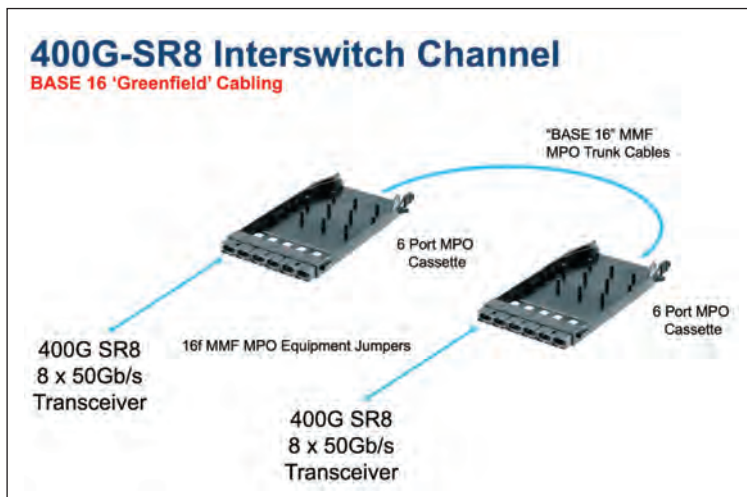 400G-SR8 Interswitch Channel
BASE 16 ‘Greenfield’ Cabling
“BASE 16” MMF
MPO Trunk Cables
6 Port MPO
Cassette
6 Port MPO
Cassette
16f MMF MPO Equipment Jumpers
400G SR8
8 x 50Gb/s
Transceiver
400G SR8
8 x 50Gb/s
Transceiver